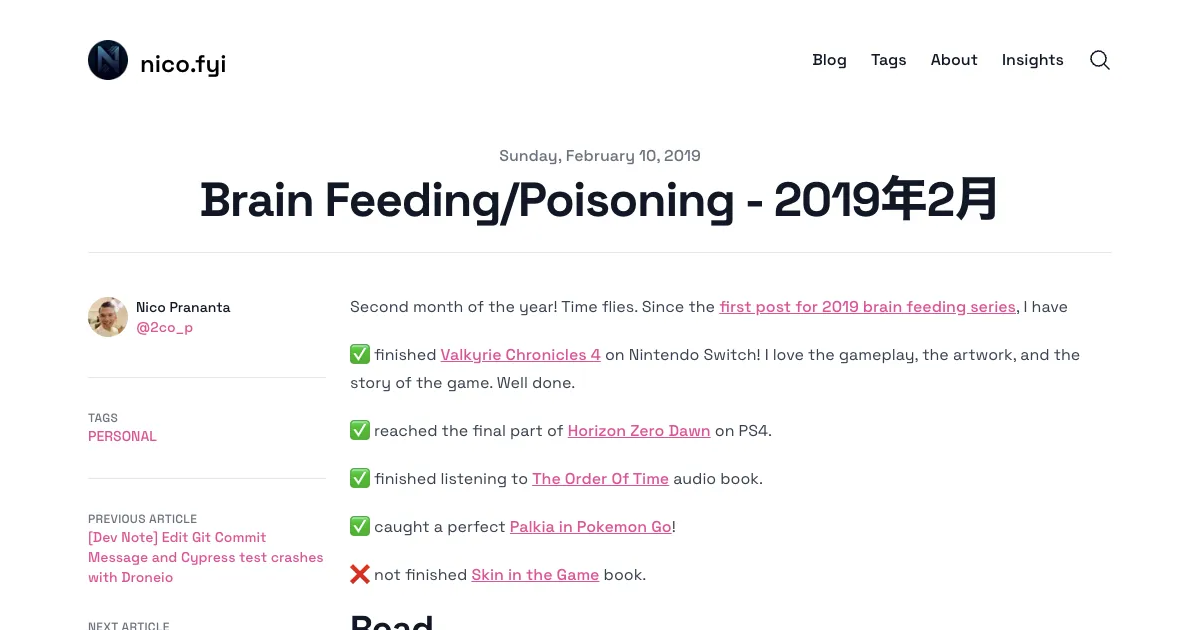 nico.fyi
Blog
Tags
About
Insights
Sunday, February 10, 2019
Brain Feeding/Poisoning - 2019年2月
Nico Prananta
@2co_p
TAGS
PERSONAL
PREVIOUS ARTICLE
[Dev Note] Edit Git Commit
Message and Cypress test crashes
with Droneio
NEXT ARTICLE
Second month of the year! Time flies. Since the first post for 2019 brain feeding series, I have
✅ finished Valkyrie Chronicles 4 on Nintendo Switch! I love the gameplay, the artwork, and the
story of the game. Well done.
✅ reached the final part of Horizon Zero Dawn on PS4.
✅ finished listening to The Order Of Time audio book.
✅ caught a perfect Palkia in Pokemon Go!
❌ not finished Skin in the Game book.
Read